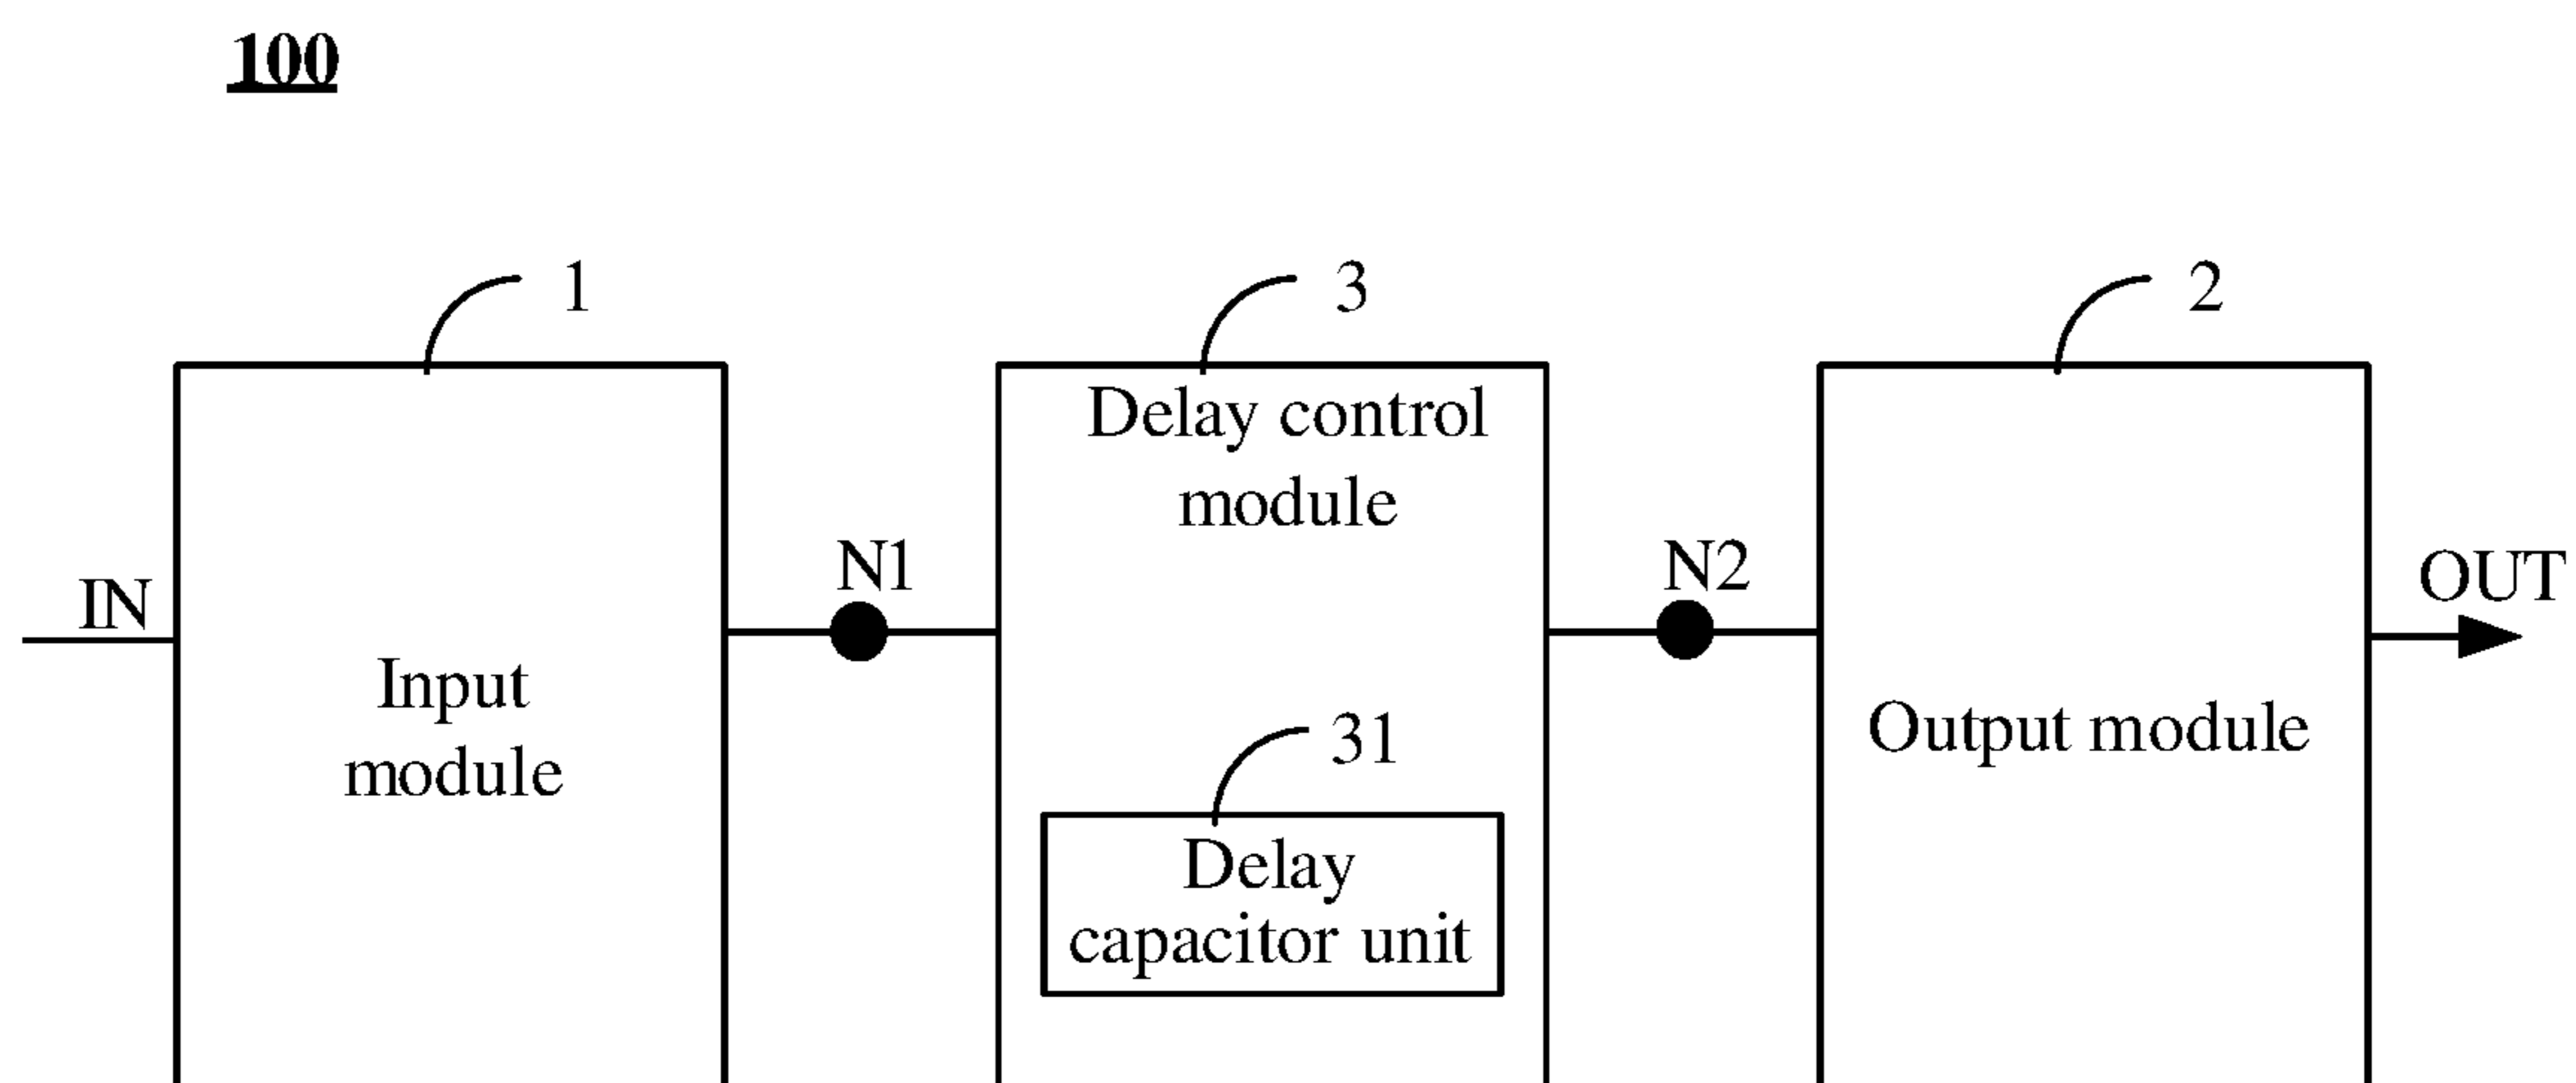 100
1
3
2
Delay control
module
IN
N1
N2
OUT
Input
module
Output module
31
Delay
capacitor unit